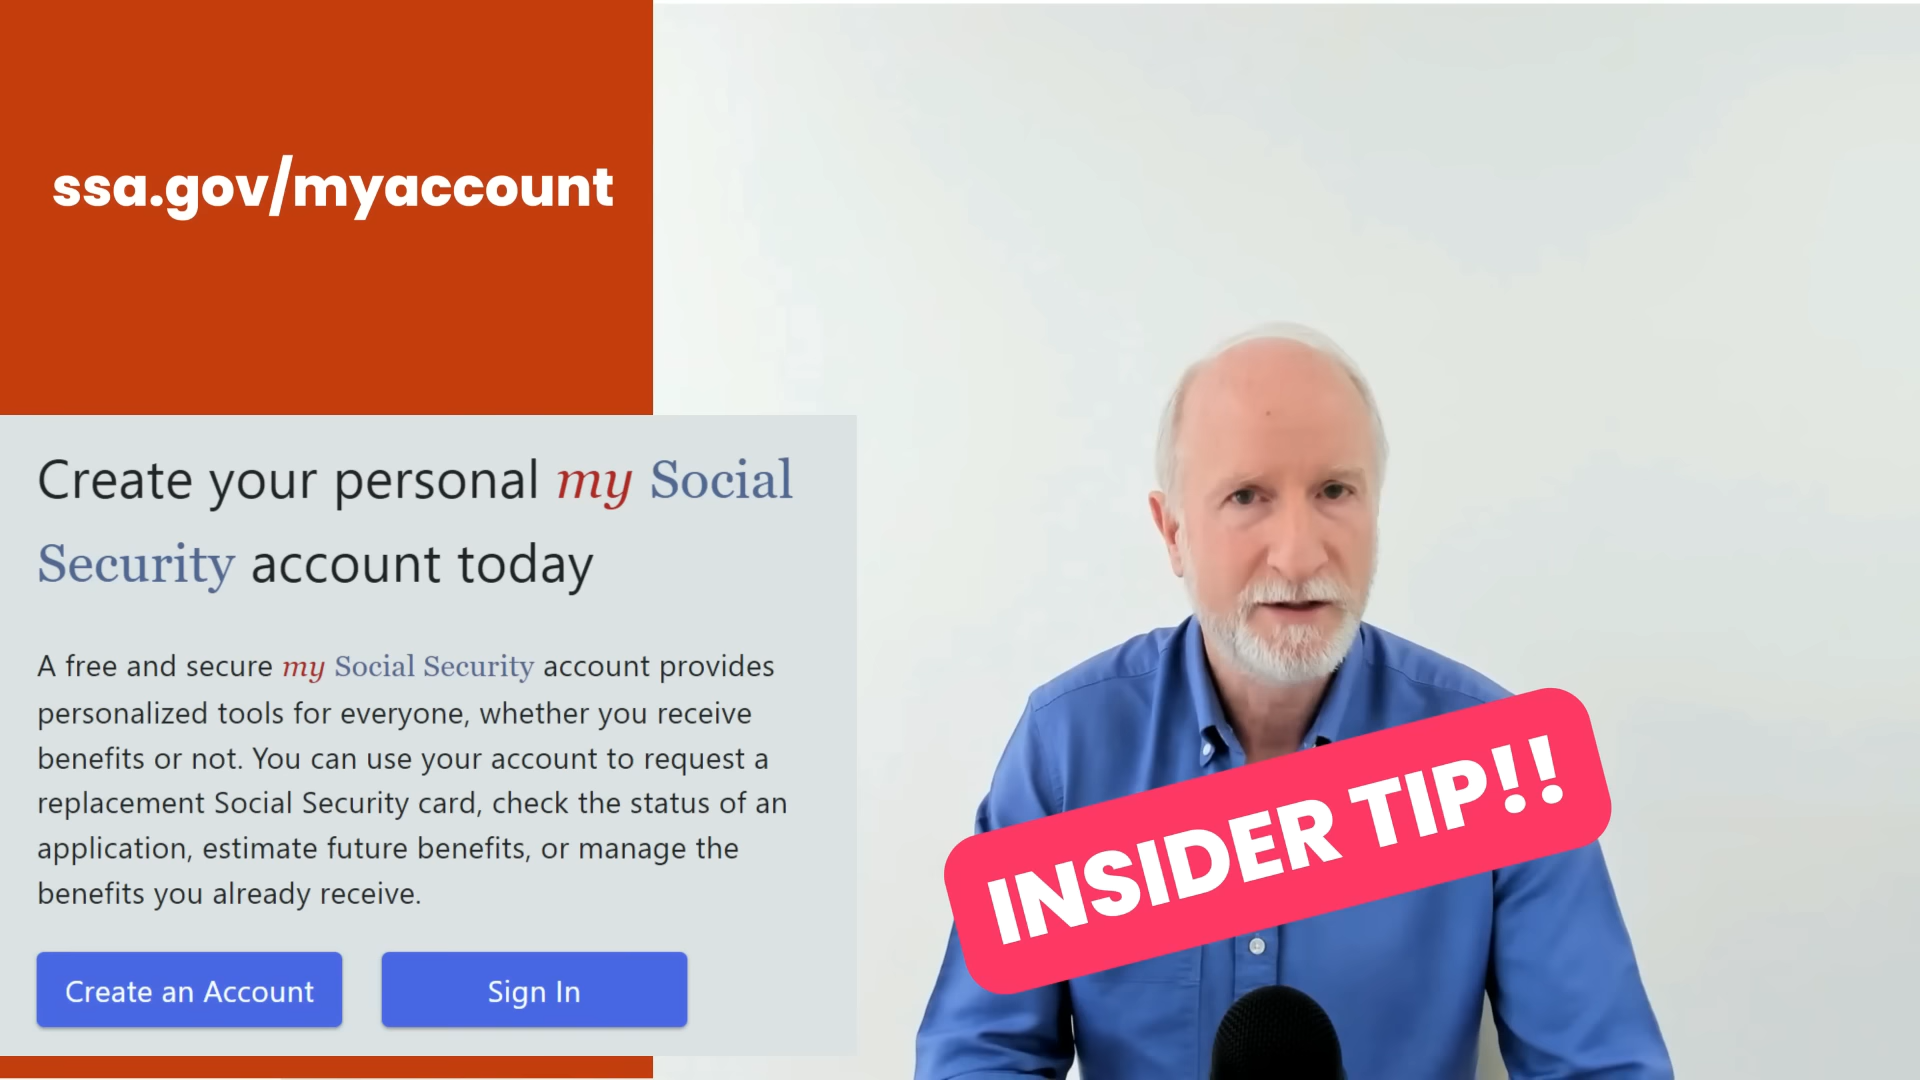 ssa.gov/myaccount
Create your personal my Social
Security account today
A free and secure my Social Security account provides
personalized tools for everyone, whether you receive
benefits or not. You can use your account to request a
replacement Social Security card, check the status of an
application, estimate future benefits, or manage the
benefits you already receive.
Create an Account
Sign In
INSIDER TIP!!